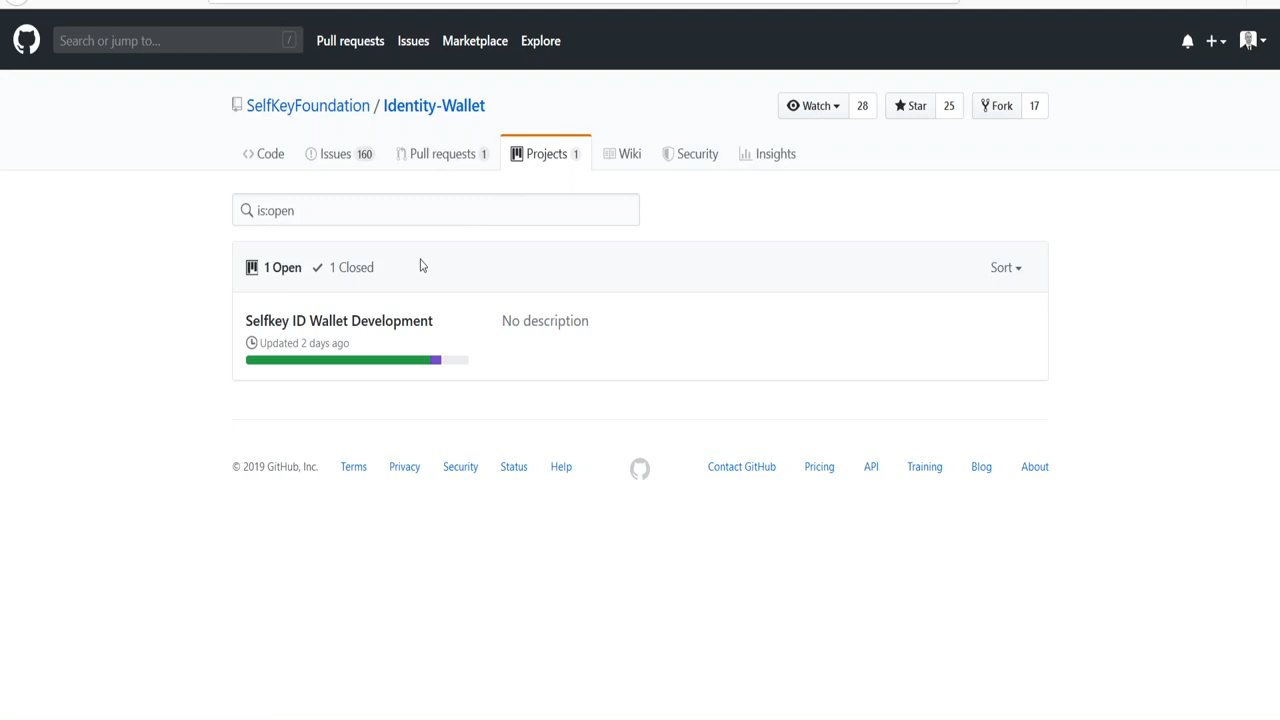 Search or jump to... /
Pull requests Issues Marketplace Explore
SelfKeyFoundation / Identity-Wallet
Watch 28 Star 25 Fork 17
Code Issues 160 Pull requests 1 Projects 1 Wiki Security Insights
is:open
1 Open 1 Closed Sort
Selfkey ID Wallet Development No description
Updated 2 days ago
© 2019 GitHub, Inc. Terms Privacy Security Status Help Contact GitHub Pricing API Training Blog About